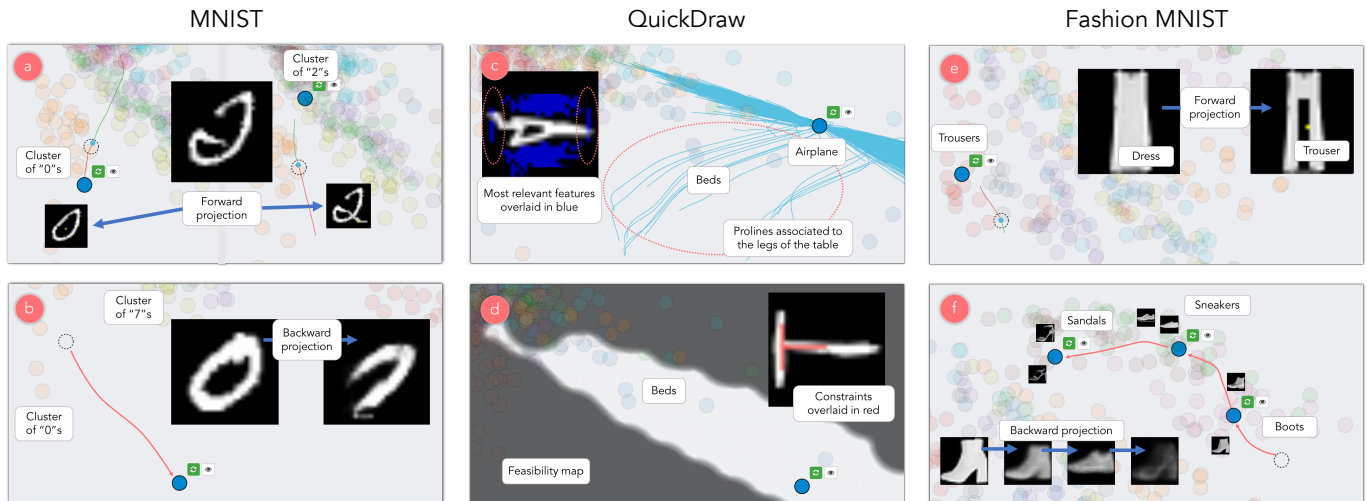 MNIST
QuickDraw
Fashion MNIST
a
Cluster
of "2"s
Cluster
of "0"s
Forward
projection
b
Cluster
of "7"s
Backward
projection
Cluster
of "0"s
c
Airplane
Beds
Most relevant features
overlaid in blue
Prolines associated to
the legs of the table
d
Beds
Constraints
overlaid in red
Feasibility map
e
Forward
projection
Trousers
Dress
Trouser
f
Sneakers
Sandals
Boots
Backward projection